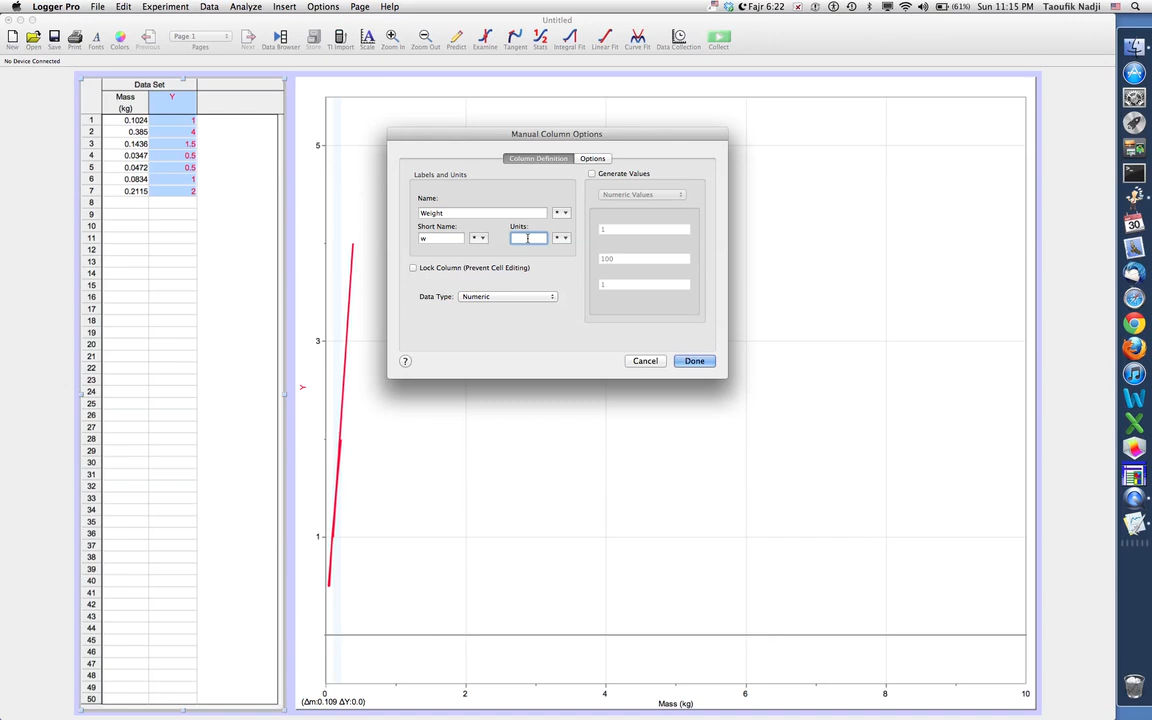 Logger Pro File Edit Experiment Data Analyze Insert Options Page Help Fajr 6:22 (61%) Sun 11:15 PM Taoufik Nadji
Untitled
Page 1
New Open Save Print Fonts Colors Previous Pages Next Data Browser Store TI Import Scale Zoom In Zoom Out Predict Examine Tangent Stats Integral Fit Linear Fit Curve Fit Data Collection Collect
No Device Connected
Data Set
Mass Y
(kg)
1 0.1024 1
2 0.385 4
3 0.1436 1.5
4 0.0347 0.5
5 0.0472 0.5
6 0.0834 1
7 0.2115 2
8
9
10
11
12
13
14
15
16
17
18
19
20
21
22
23
24
25
26
27
28
29
30
31
32
33
34
35
36
37
38
39
40
41
42
43
44
45
46
47
48
49
50
Manual Column Options
Column Definition Options
Labels and Units
Generate Values
Name:
Numeric Values
Weight
Short Name: Units:
1
w
100
Lock Column (Prevent Cell Editing)
1
Data Type: Numeric
? Cancel Done
5
3
Y
1
0 2 4 6 8 10
(Δm:0.109 ΔY:0.0)
Mass (kg)